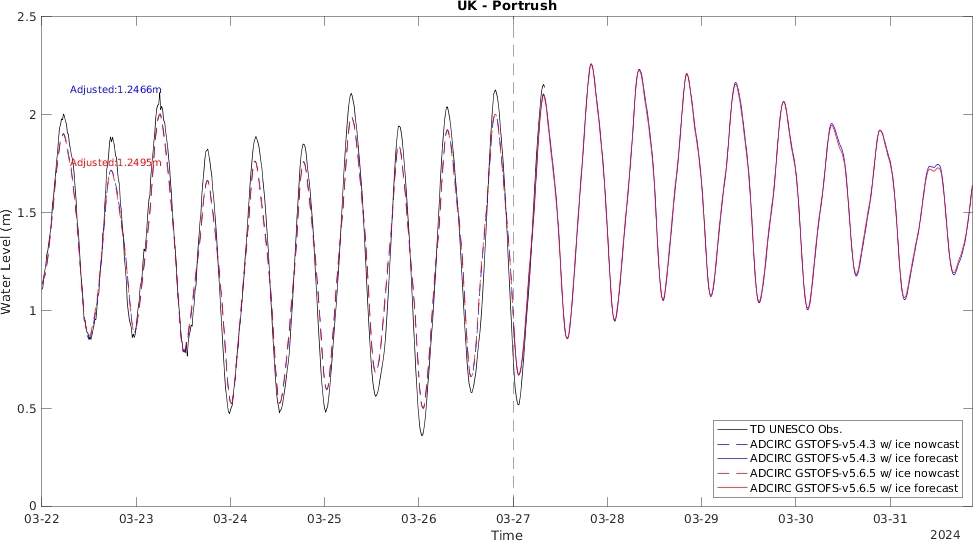 UK - Portrush
2.5
2
1.5
1
0.5
0
Water Level (m)
Adjusted:1.2466m
Adjusted:1.2495m
TD UNESCO Obs.
ADCIRC GSTOFS-v5.4.3 w/ ice nowcast
ADCIRC GSTOFS-v5.4.3 w/ ice forecast
ADCIRC GSTOFS-v5.6.5 w/ ice nowcast
ADCIRC GSTOFS-v5.6.5 w/ ice forecast
03-22 03-23 03-24 03-25 03-26 03-27 03-28 03-29 03-30 03-31
Time
2024